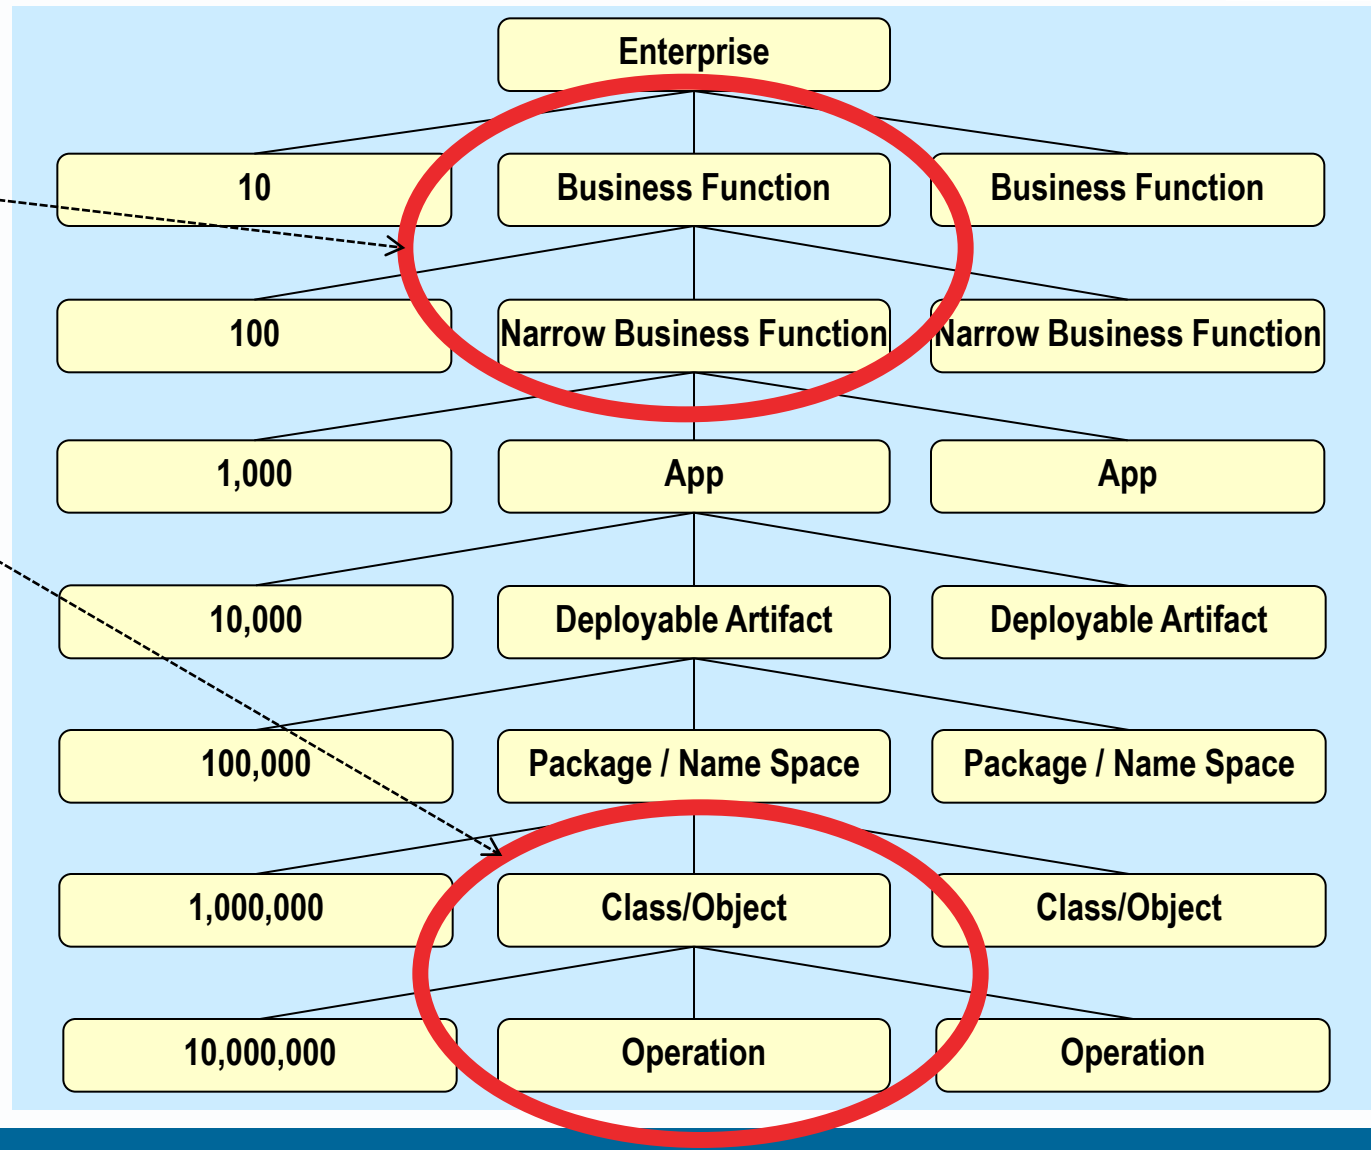 Enterprise
10
Business Function
Business Function
100
Narrow Business Function
Narrow Business Function
1,000
App
App
10,000
Deployable Artifact
Deployable Artifact
100,000
Package / Name Space
Package / Name Space
1,000,000
Class/Object
Class/Object
10,000,000
Operation
Operation